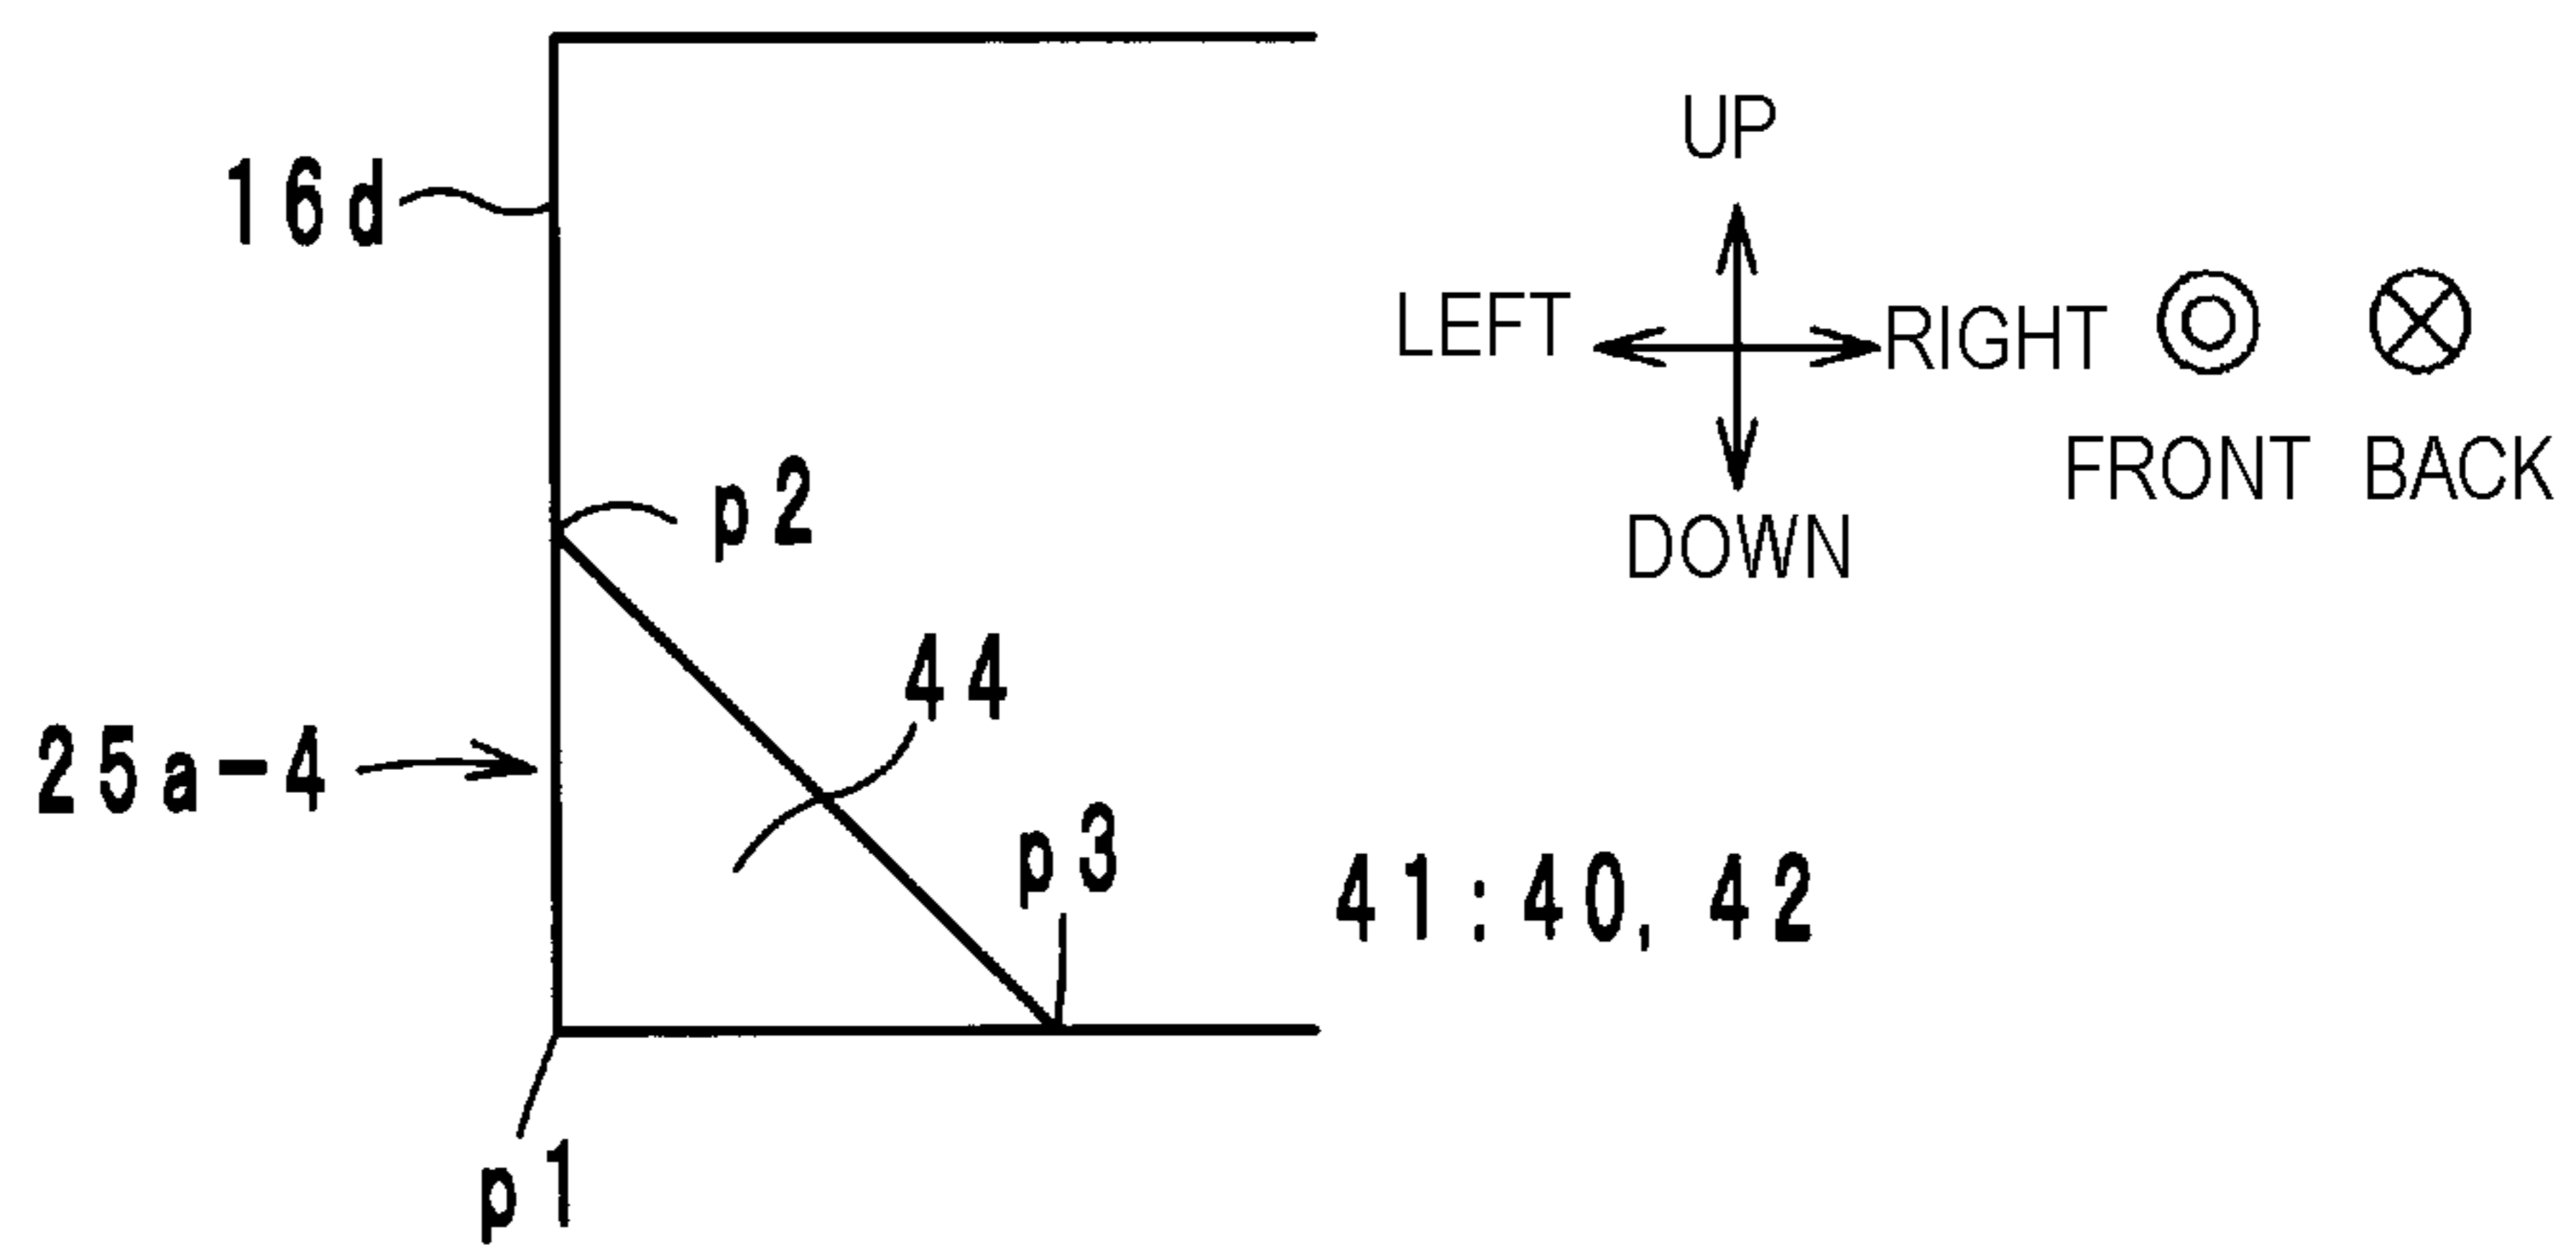 UP
16d
LEFT
RIGHT
FRONT
BACK
p2
DOWN
44
25a-4
p3
41:40, 42
p1